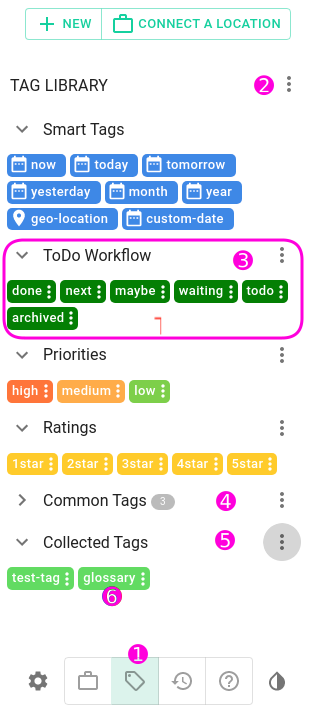 NEW CONNECT A LOCATION
TAG LIBRARY 2
Smart Tags
now today tomorrow
yesterday month year
geo-location custom-date
ToDo Workflow 3
done next maybe waiting todo
archived
Priorities
high medium low
Ratings
1star 2star 3star 4star 5star
Common Tags 3 4
Collected Tags 5
test-tag glossary
6
1